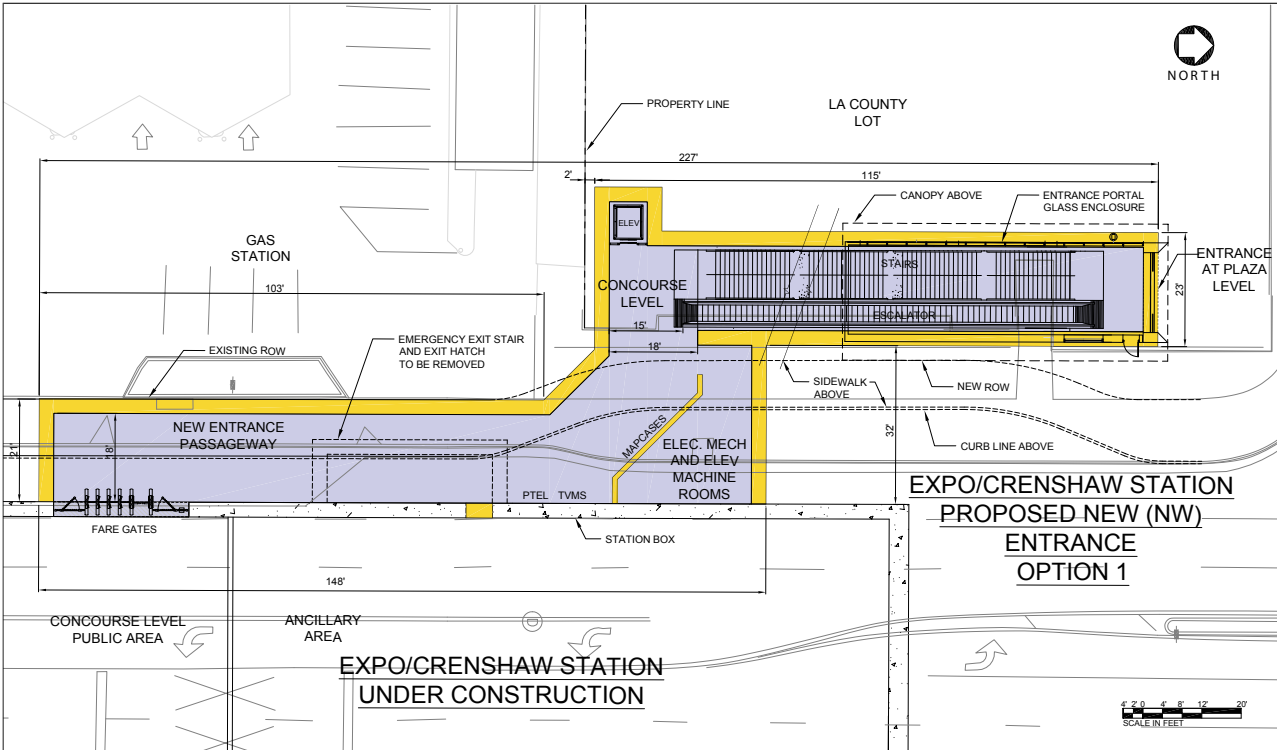 NORTH
PROPERTY LINE
LA COUNTY
LOT
227'
2'
115'
CANOPY ABOVE
ENTRANCE PORTAL
GLASS ENCLOSURE
ELEV
GAS
STATION
STAIRS
ENTRANCE
AT PLAZA
LEVEL
23'
103'
CONCOURSE
LEVEL
ESCALATOR
15'
18'
EMERGENCY EXIT STAIR
AND EXIT HATCH
TO BE REMOVED
EXISTING ROW
SIDEWALK
ABOVE
NEW ROW
NEW ENTRANCE
PASSAGEWAY
21'
8'
MAPCASES
32'
CURB LINE ABOVE
ELEC. MECH
AND ELEV
MACHINE
ROOMS
PTEL TVMS
FARE GATES
STATION BOX
EXPO/CRENSHAW STATION
PROPOSED NEW (NW)
ENTRANCE
OPTION 1
148'
CONCOURSE LEVEL
PUBLIC AREA
ANCILLARY
AREA
EXPO/CRENSHAW STATION
UNDER CONSTRUCTION
4' 2' 0 4' 8' 12' 20'
SCALE IN FEET